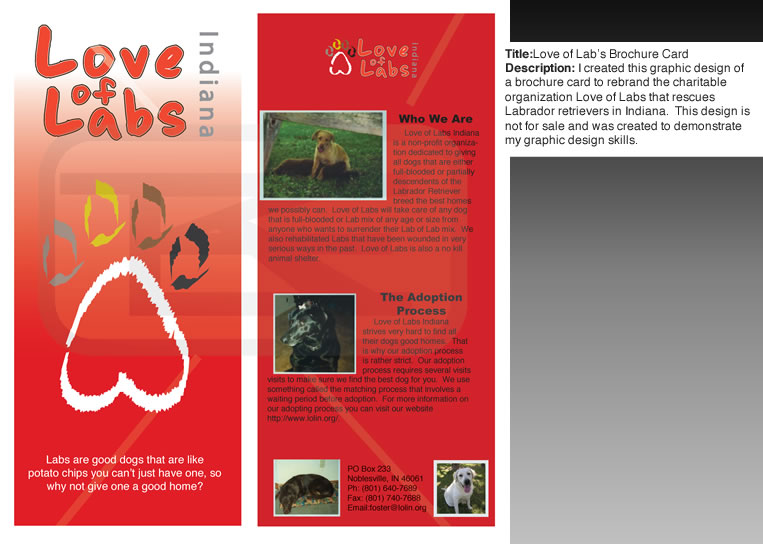 Love
of
Labs
Indiana
Labs are good dogs that are like
potato chips you can't just have one, so
why not give one a good home?
Love
of
Labs
indiana
Who We Are
Love of Labs Indiana
is a non-profit organiza-
tion dedicated to giving
all dogs that are either
full-blooded or partially
descendents of the
Labrador Retriever
breed the best homes
we possibly can. Love of Labs will take care of any dog
that is full-blooded or Lab mix of any age or size from
anyone who wants to surrender their Lab of Lab mix. We
also rehabilitated Labs that have been wounded in very
serious ways in the past. Love of Labs is also a no kill
animal shelter.
The Adoption
Process
Love of Labs Indiana
strives very hard to find all
their dogs good homes. That
is why our adoption process
is rather strict. Our adoption
process requires several visits
visits to make sure we find the best dog for you. We use
something called the matching process that involves a
waiting period before adoption. For more information on
our adopting process you can visit our website
http://www.lolin.org/
PO Box 233
Noblesville, IN 46061
Ph: (801) 640-7689
Fax: (801) 740-7688
Email:foster@lolin.org
Title:Love of Lab's Brochure Card
Description: I created this graphic design of
a brochure card to rebrand the charitable
organization Love of Labs that rescues
Labrador retrievers in Indiana. This design is
not for sale and was created to demonstrate
my graphic design skills.